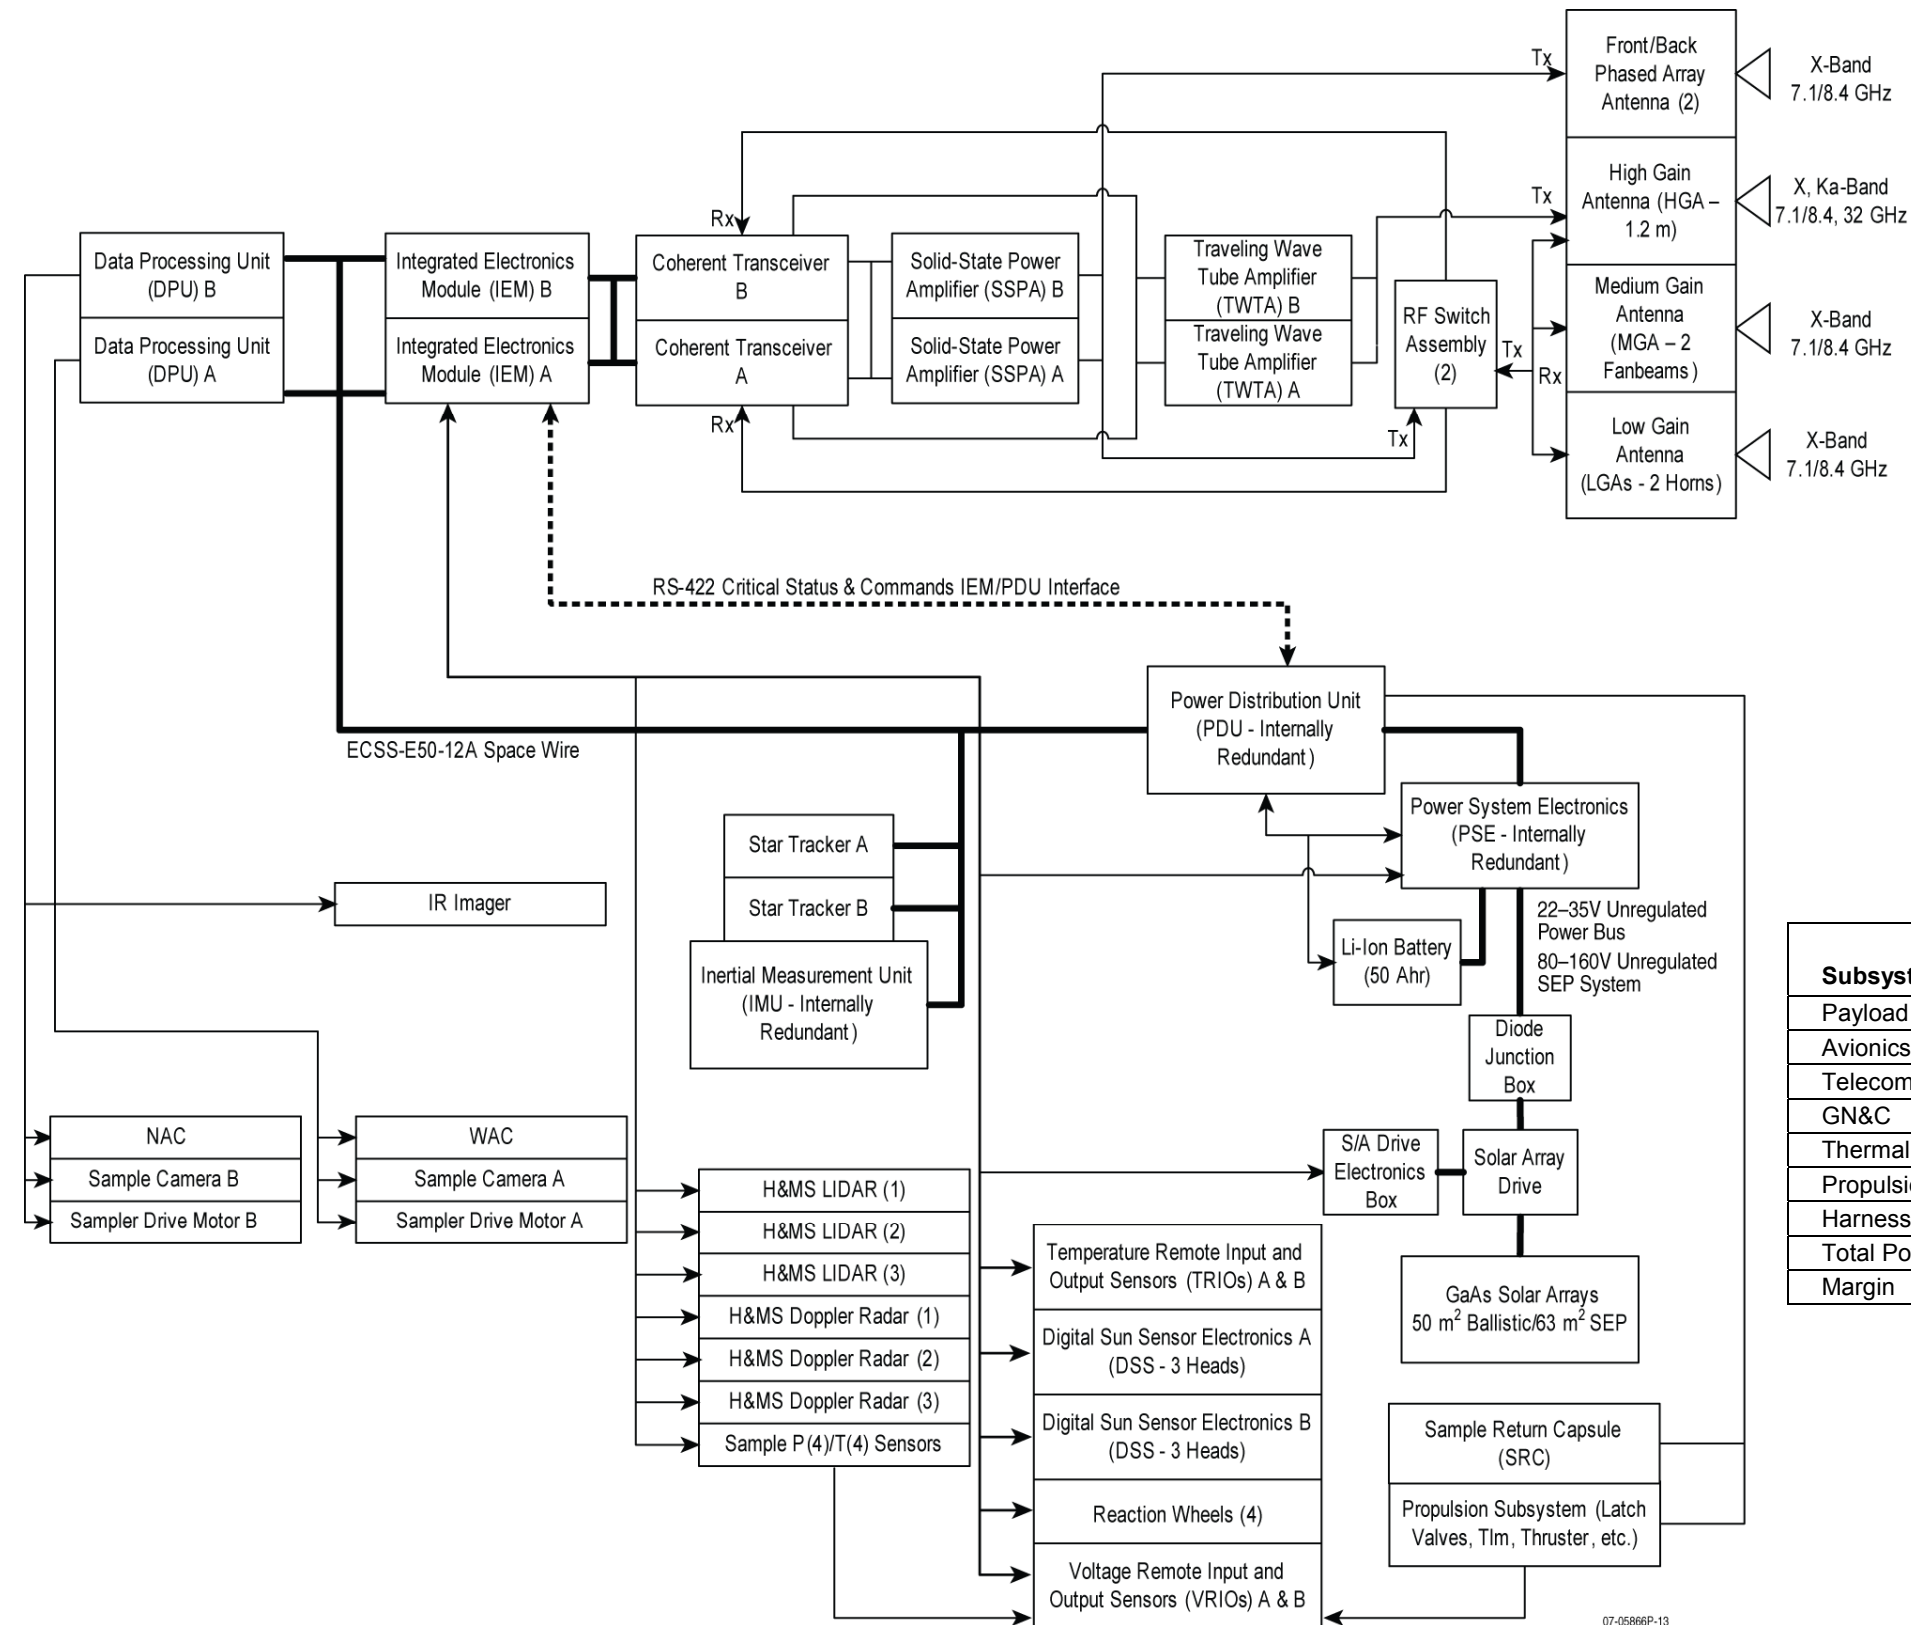 Front/Back
Phased Array
Antenna (2)
Tx
X-Band
7.1/8.4 GHz
High Gain
Antenna (HGA –
1.2 m)
Tx
X, Ka-Band
7.1/8.4, 32 GHz
Medium Gain
Antenna
(MGA – 2
Fanbeams)
X-Band
7.1/8.4 GHz
Low Gain
Antenna
(LGAs - 2 Horns)
X-Band
7.1/8.4 GHz
Data Processing Unit
(DPU) B
Data Processing Unit
(DPU) A
Integrated Electronics
Module (IEM) B
Integrated Electronics
Module (IEM) A
Rx
Coherent Transceiver
B
Coherent Transceiver
A
Rx
Solid-State Power
Amplifier (SSPA) B
Solid-State Power
Amplifier (SSPA) A
Traveling Wave
Tube Amplifier
(TWTA) B
Traveling Wave
Tube Amplifier
(TWTA) A
RF Switch
Assembly
(2)
Tx
Rx
Tx
RS-422 Critical Status & Commands IEM/PDU Interface
ECSS-E50-12A Space Wire
Power Distribution Unit
(PDU - Internally
Redundant)
Power System Electronics
(PSE - Internally
Redundant)
Star Tracker A
Star Tracker B
Inertial Measurement Unit
(IMU - Internally
Redundant)
IR Imager
Li-Ion Battery
(50 Ahr)
22–35V Unregulated
Power Bus
80–160V Unregulated
SEP System
Diode
Junction
Box
S/A Drive
Electronics
Box
Solar Array
Drive
GaAs Solar Arrays
50 m² Ballistic/63 m² SEP
NAC
Sample Camera B
Sampler Drive Motor B
WAC
Sample Camera A
Sampler Drive Motor A
H&MS LIDAR (1)
H&MS LIDAR (2)
H&MS LIDAR (3)
H&MS Doppler Radar (1)
H&MS Doppler Radar (2)
H&MS Doppler Radar (3)
Sample P(4)/T(4) Sensors
Temperature Remote Input and
Output Sensors (TRIOs) A & B
Digital Sun Sensor Electronics A
(DSS - 3 Heads)
Digital Sun Sensor Electronics B
(DSS - 3 Heads)
Reaction Wheels (4)
Voltage Remote Input and
Output Sensors (VRIOs) A & B
Sample Return Capsule
(SRC)
Propulsion Subsystem (Latch
Valves, Tlm, Thruster, etc.)
07-05866P-13
Subsyst
Payload
Avionics
Telecom
GN&C
Thermal
Propulsi
Harness
Total Po
Margin